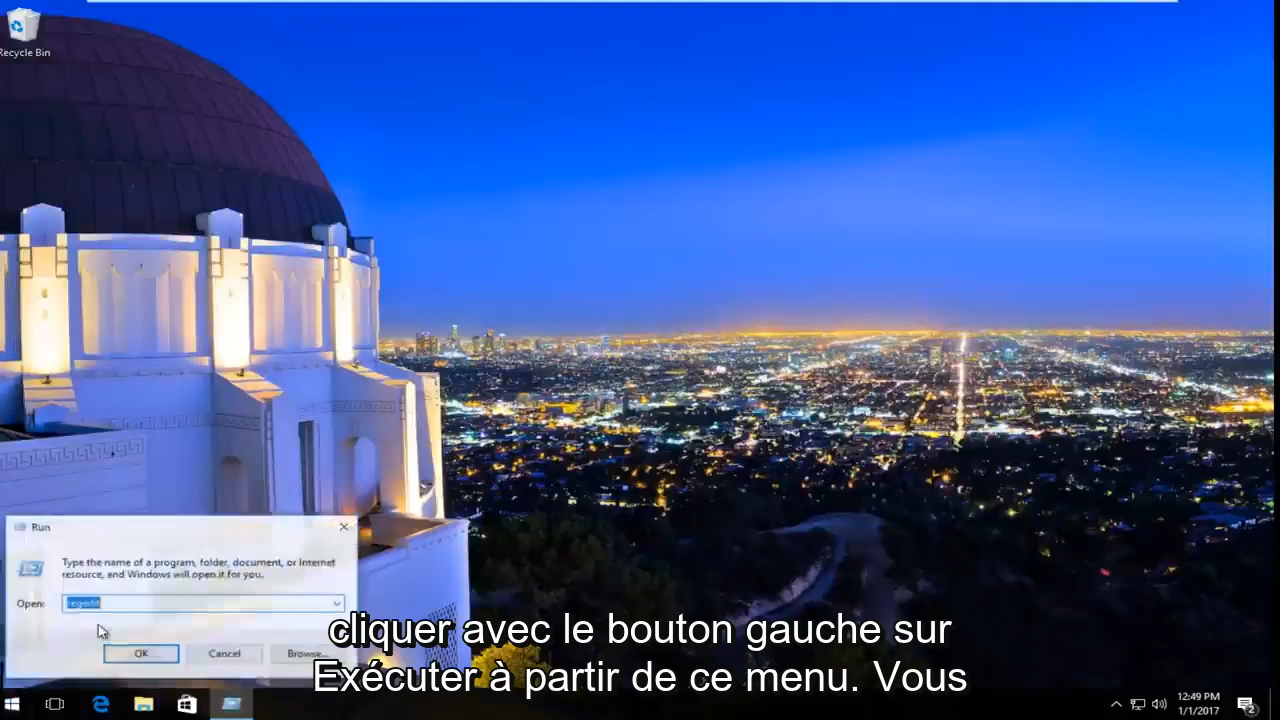 Recycle Bin
Run
Type the name of a program, folder, document, or Internet
resource, and Windows will open it for you.
Open:
regedit
OK
Cancel
Browse...
cliquer avec le bouton gauche sur
Exécuter à partir de ce menu. Vous
12:49 PM
1/1/2017
2